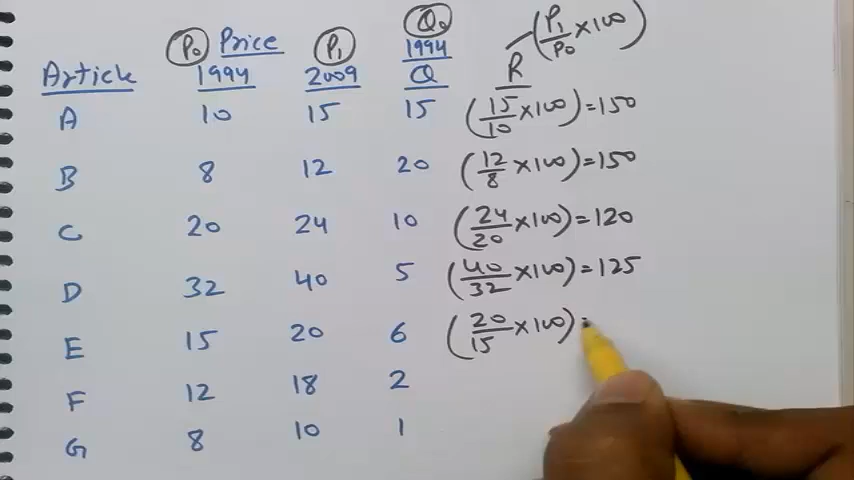 P0 Price P1 Q0 (P1/P0 × 100)
Article 1994 2009 1994 Q R
A 10 15 15 (15/10 × 100) = 150
B 8 12 20 (12/8 × 100) = 150
C 20 24 10 (24/20 × 100) = 120
D 32 40 5 (40/32 × 100) = 125
E 15 20 6 (20/15 × 100) =
F 12 18 2
G 8 10 1